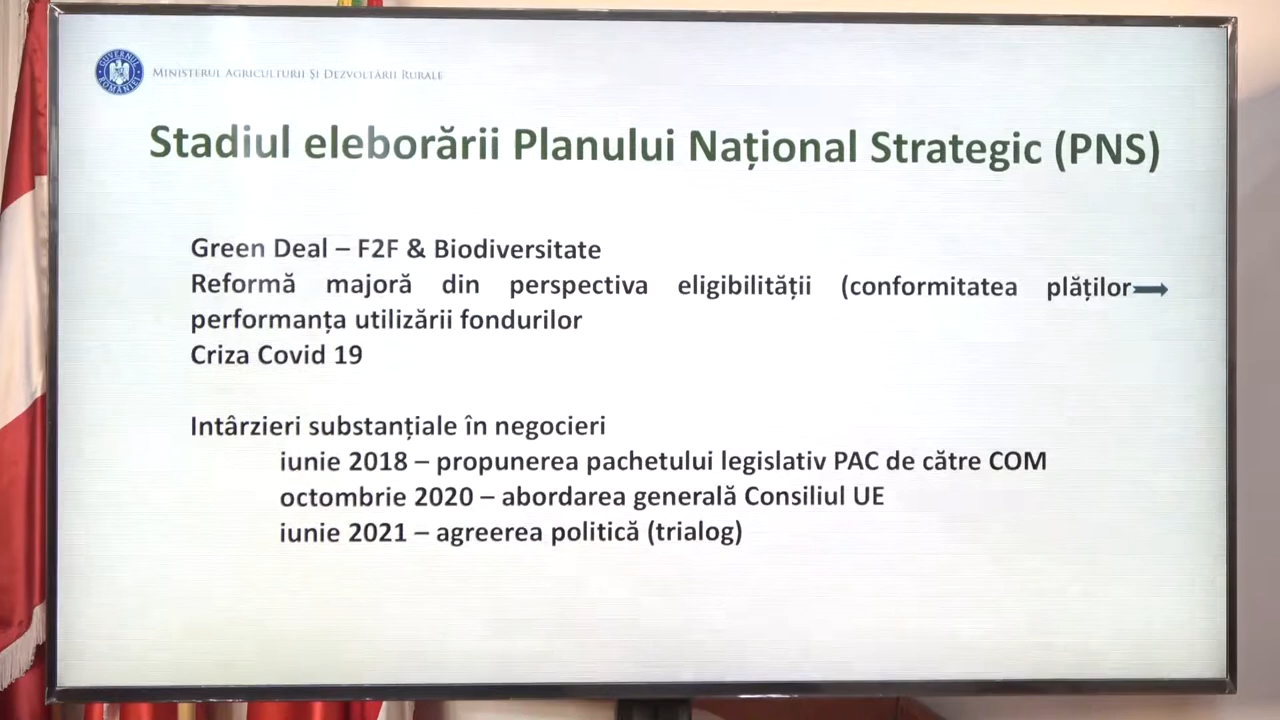 GUVERNUL ROMÂNIEI
MINISTERUL AGRICULTURII ȘI DEZVOLTĂRII RURALE
Stadiul eleborării Planului Național Strategic (PNS)
Green Deal – F2F & Biodiversitate
Reformă majoră din perspectiva eligibilității (conformitatea plăților
performanța utilizării fondurilor
Criza Covid 19
Intârzieri substanțiale în negocieri
iunie 2018 – propunerea pachetului legislativ PAC de către COM
octombrie 2020 – abordarea generală Consiliul UE
iunie 2021 – agreerea politică (trialog)